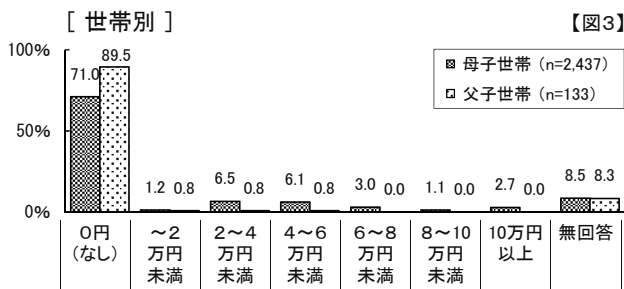 [ 世帯別 ]
【図3】
100%
50%
0%
母子世帯（n=2,437）
父子世帯（n=133）
71.0 89.5
1.2 0.8
6.5 0.8
6.1 0.8
3.0 0.0
1.1 0.0
2.7 0.0
8.5 8.3
０円
（なし）
～２
万円
未満
２～４
万円
未満
４～６
万円
未満
６～８
万円
未満
８～10
万円
未満
10万円
以上
無回答